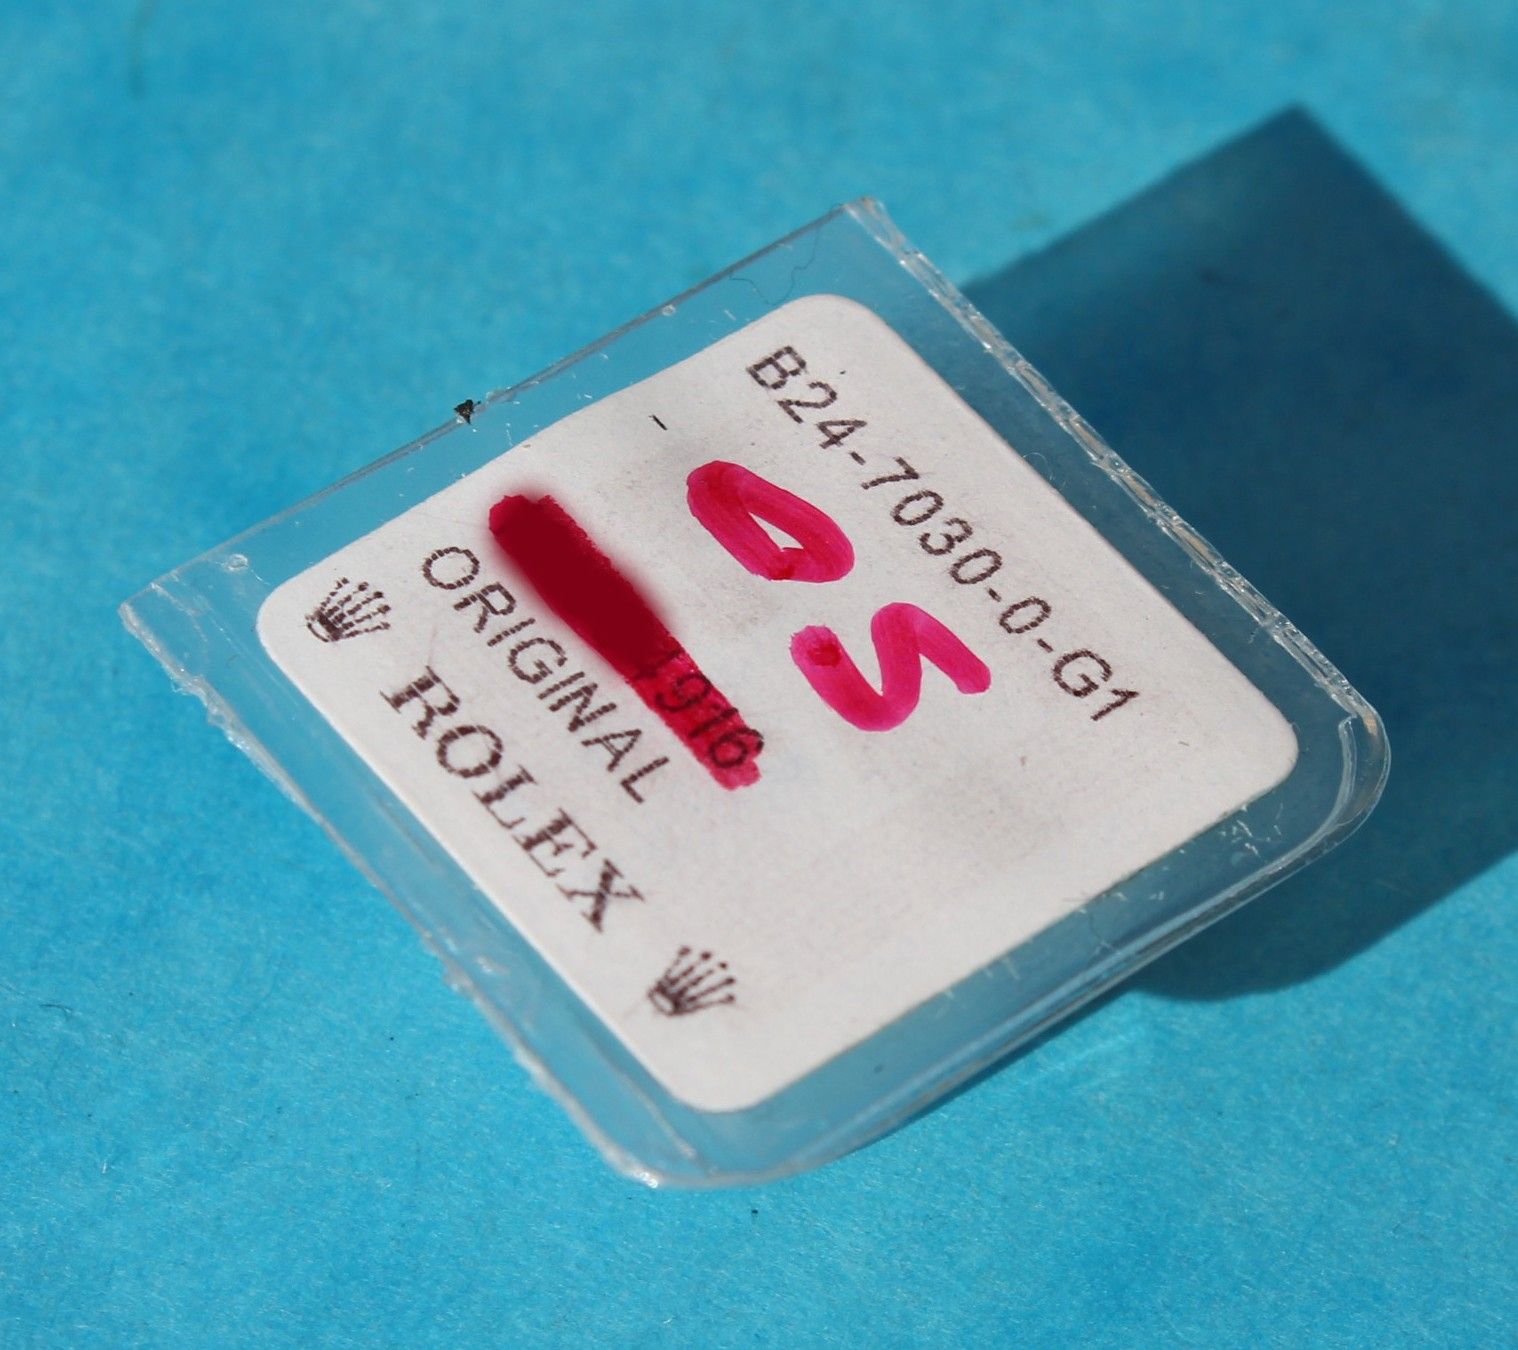 B24-7030-0-G1
05
1916
ORIGINAL
ROLEX